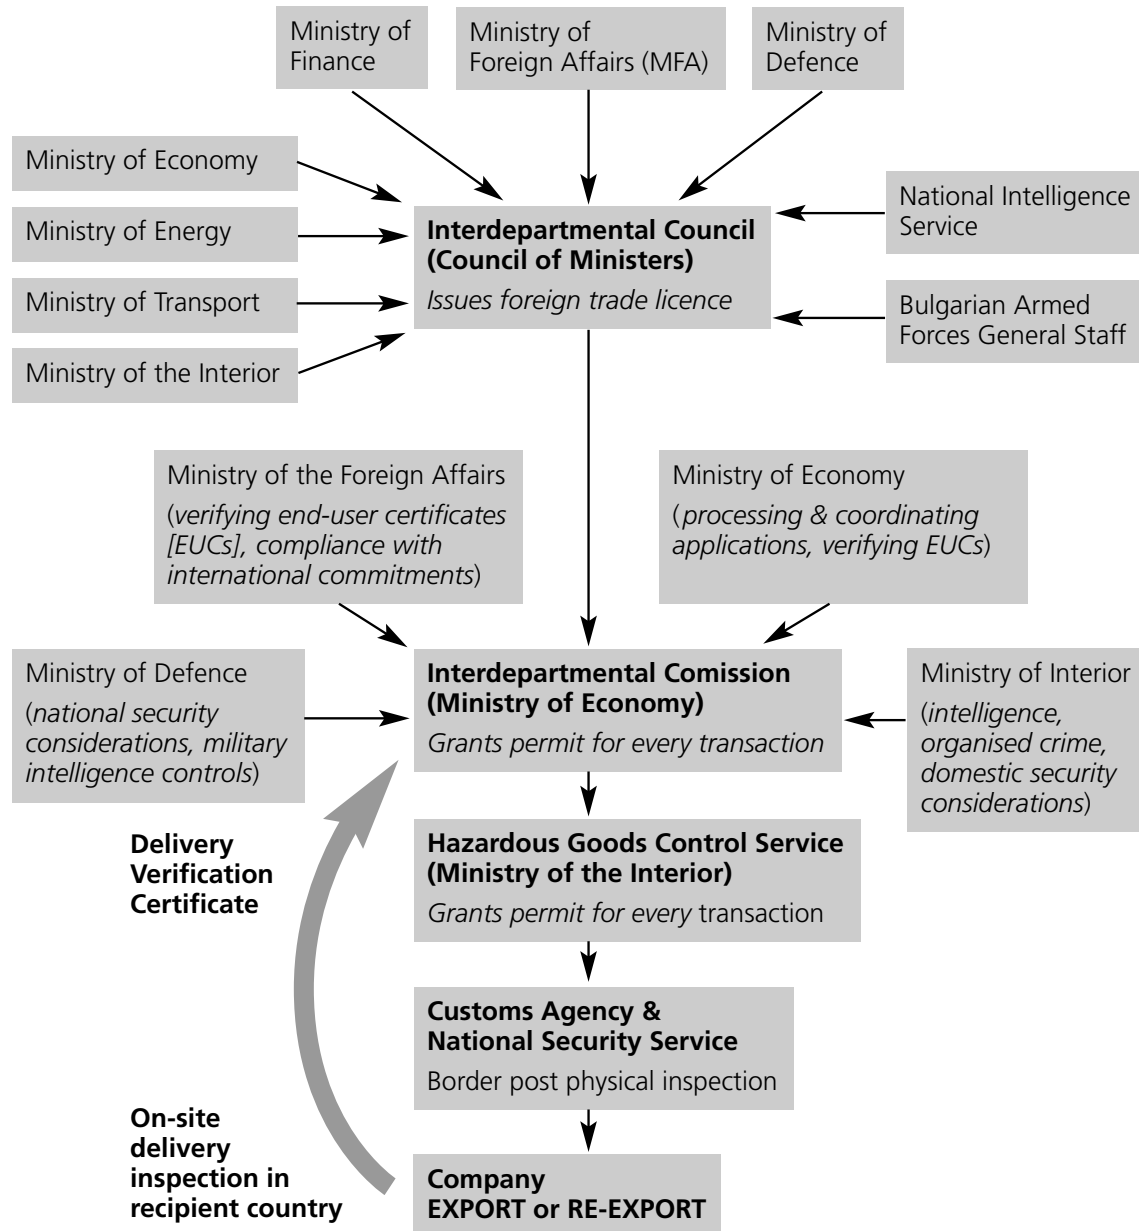 Ministry of
Finance
Ministry of
Foreign Affairs (MFA)
Ministry of
Defence
Ministry of Economy
Ministry of Energy
Ministry of Transport
Ministry of the Interior
Interdepartmental Council
(Council of Ministers)
Issues foreign trade licence
National Intelligence
Service
Bulgarian Armed
Forces General Staff
Ministry of the Foreign Affairs
(verifying end-user certificates
[EUCs], compliance with
international commitments)
Ministry of Economy
(processing & coordinating
applications, verifying EUCs)
Ministry of Defence
(national security
considerations, military
intelligence controls)
Interdepartmental Comission
(Ministry of Economy)
Grants permit for every transaction
Ministry of Interior
(intelligence,
organised crime,
domestic security
considerations)
Delivery
Verification
Certificate
Hazardous Goods Control Service
(Ministry of the Interior)
Grants permit for every transaction
Customs Agency &
National Security Service
Border post physical inspection
On-site
delivery
inspection in
recipient country
Company
EXPORT or RE-EXPORT